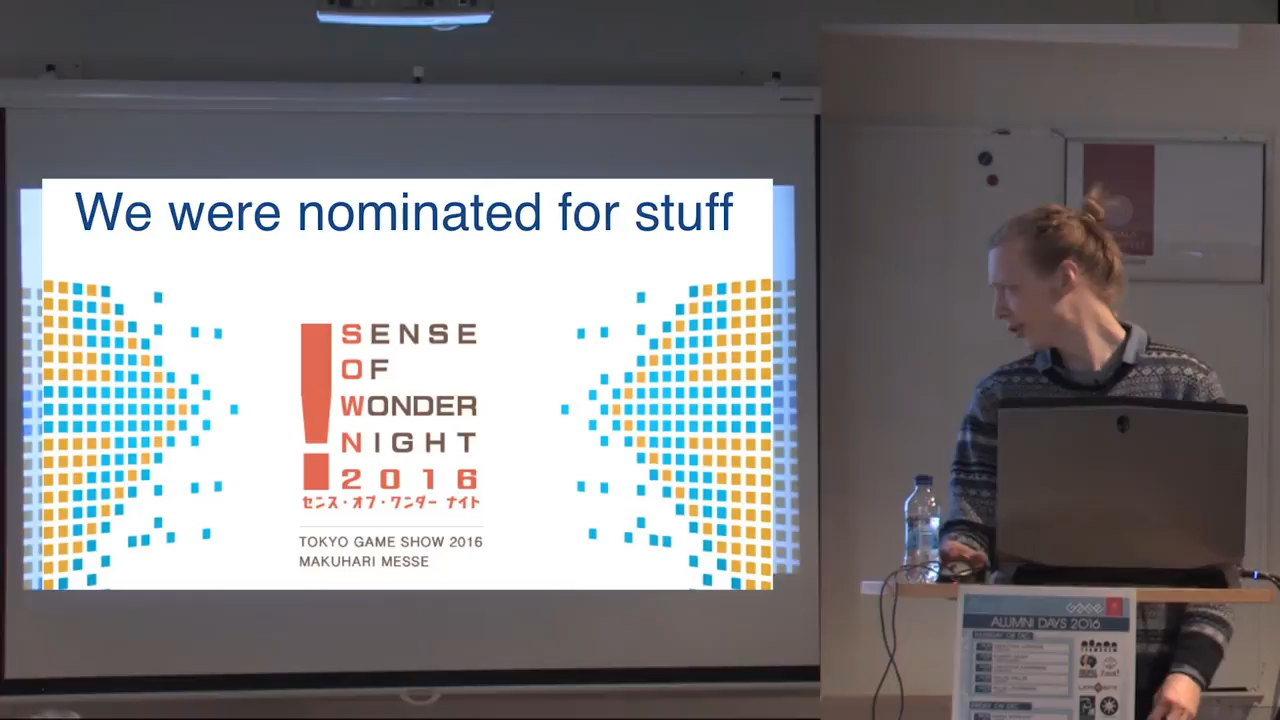 We were nominated for stuff
SENSE
OF
WONDER
NIGHT
2016
センス・オブ・ワンダー ナイト
TOKYO GAME SHOW 2016
MAKUHARI MESSE
GAME
ALUMNI DAYS 2016